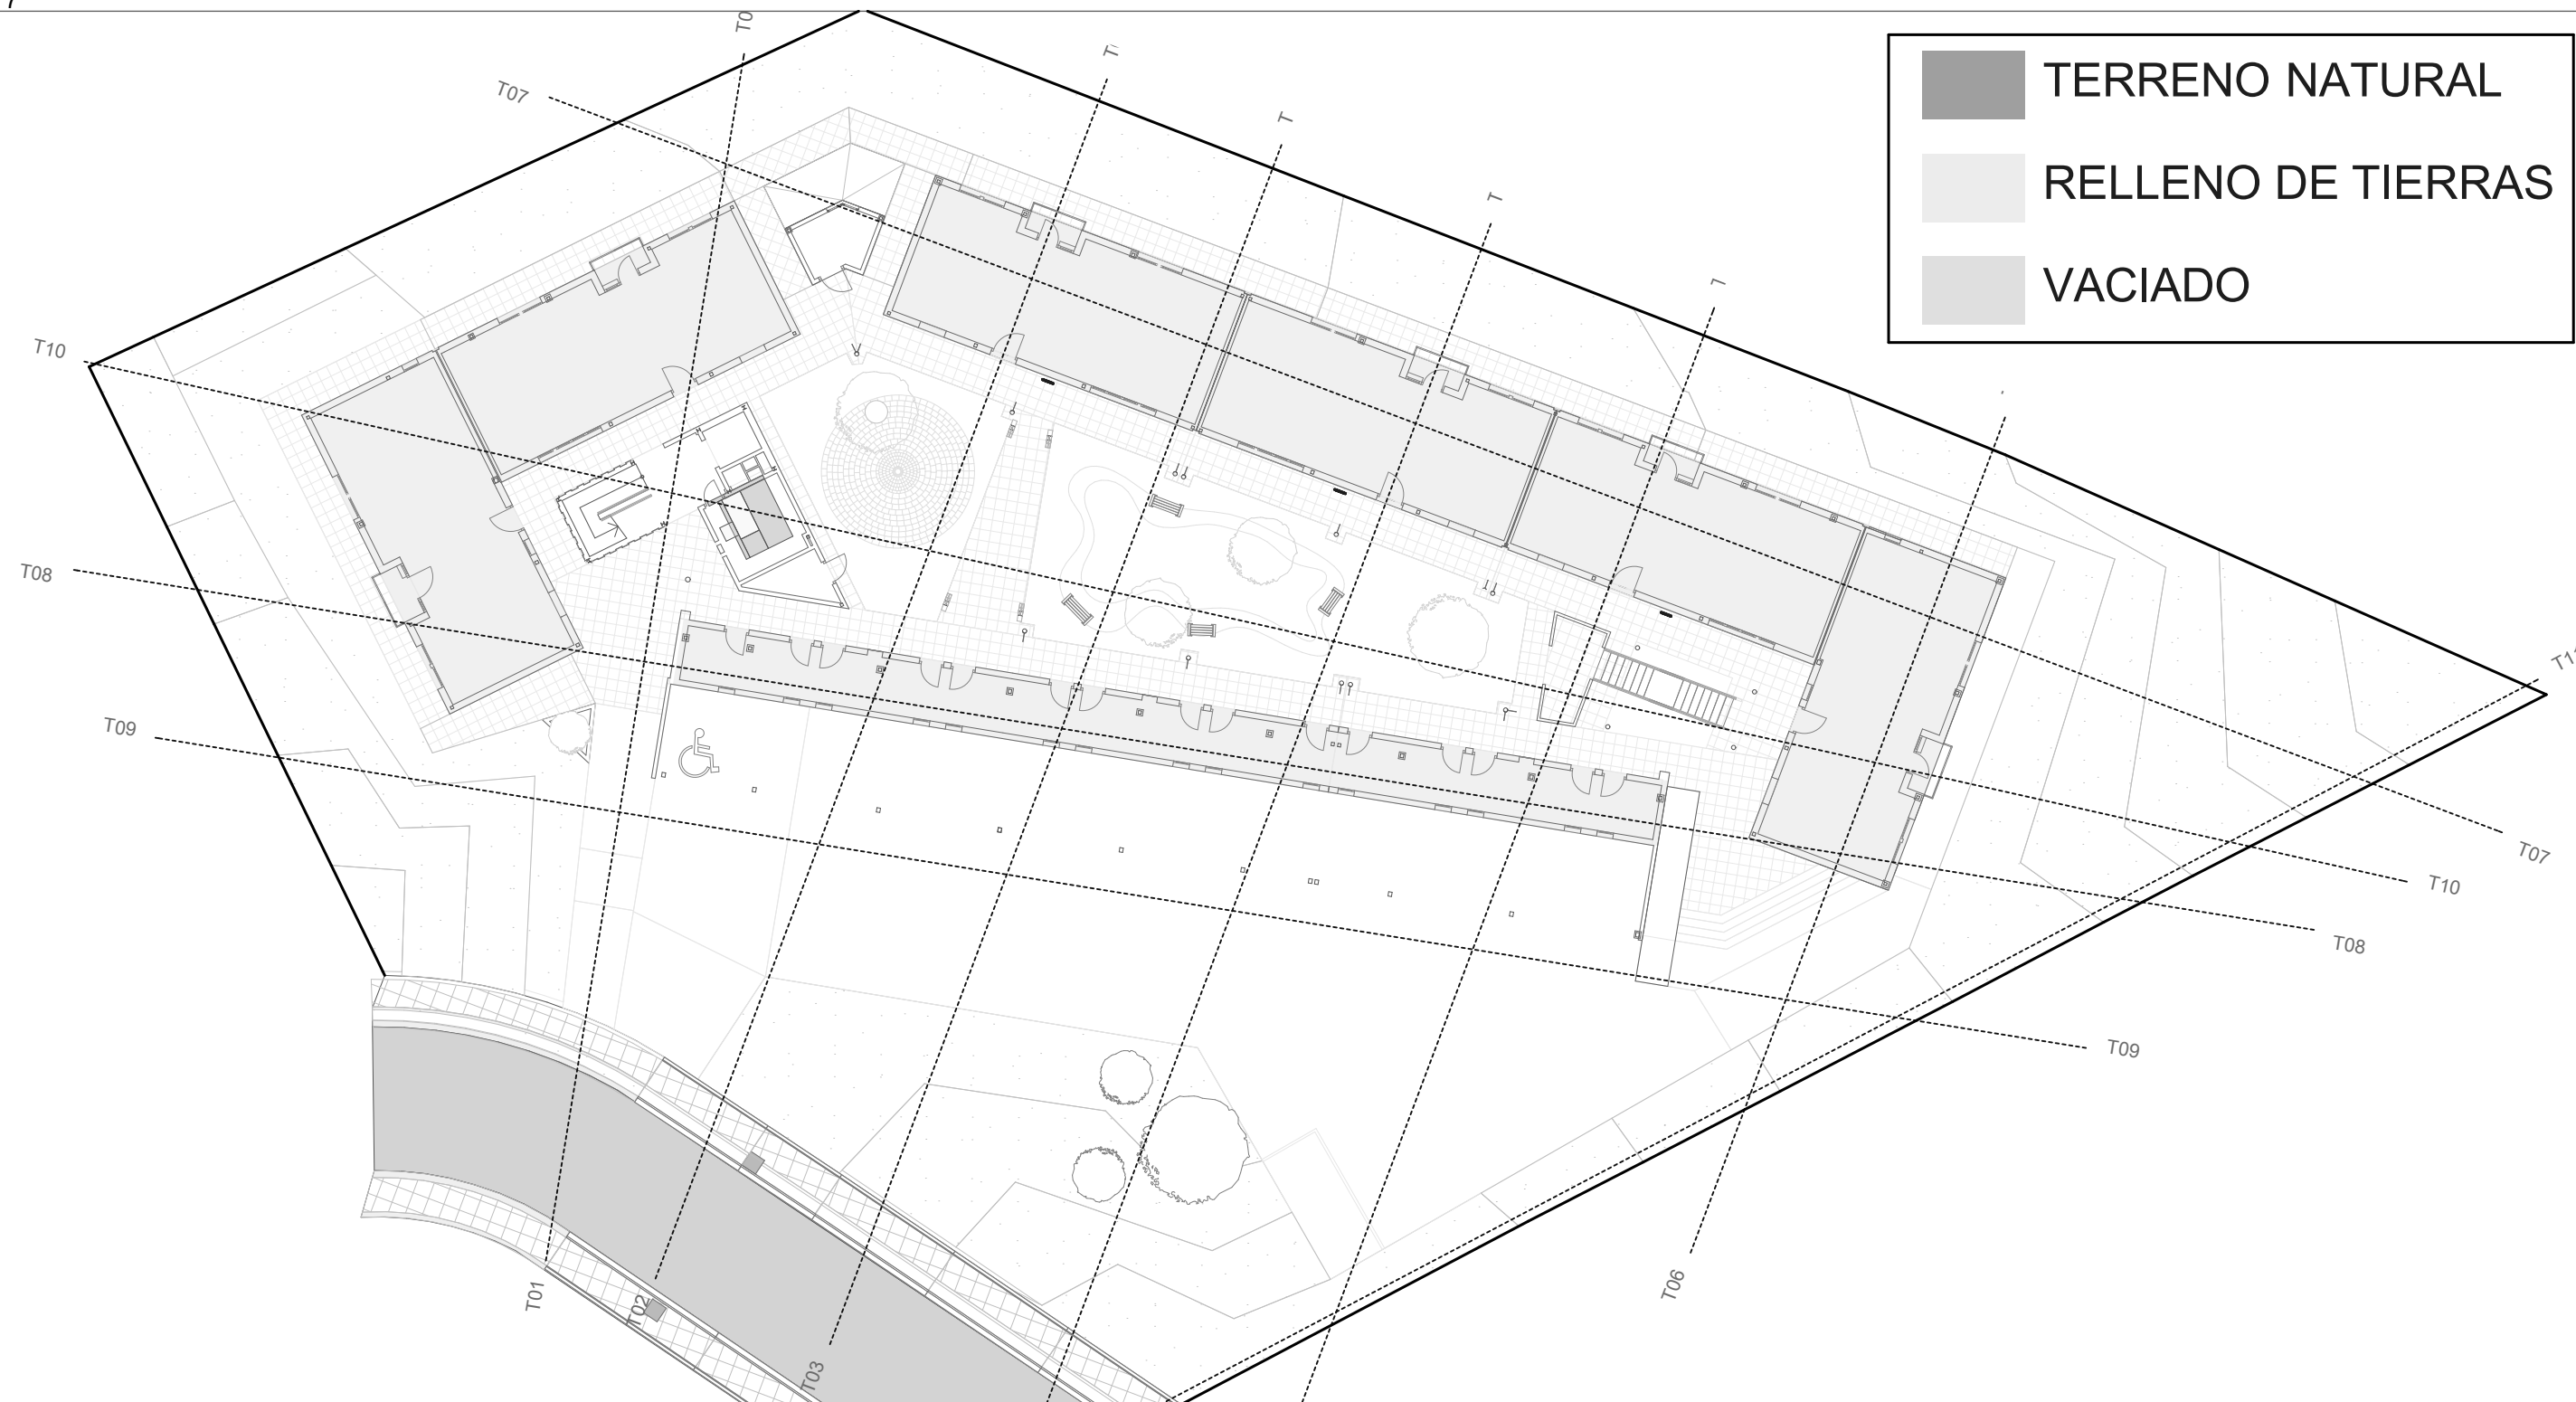 TERRENO NATURAL
RELLENO DE TIERRAS
VACIADO
T07
T10
T08
T09
T07
T10
T08
T09
T01
T02
T03
T06